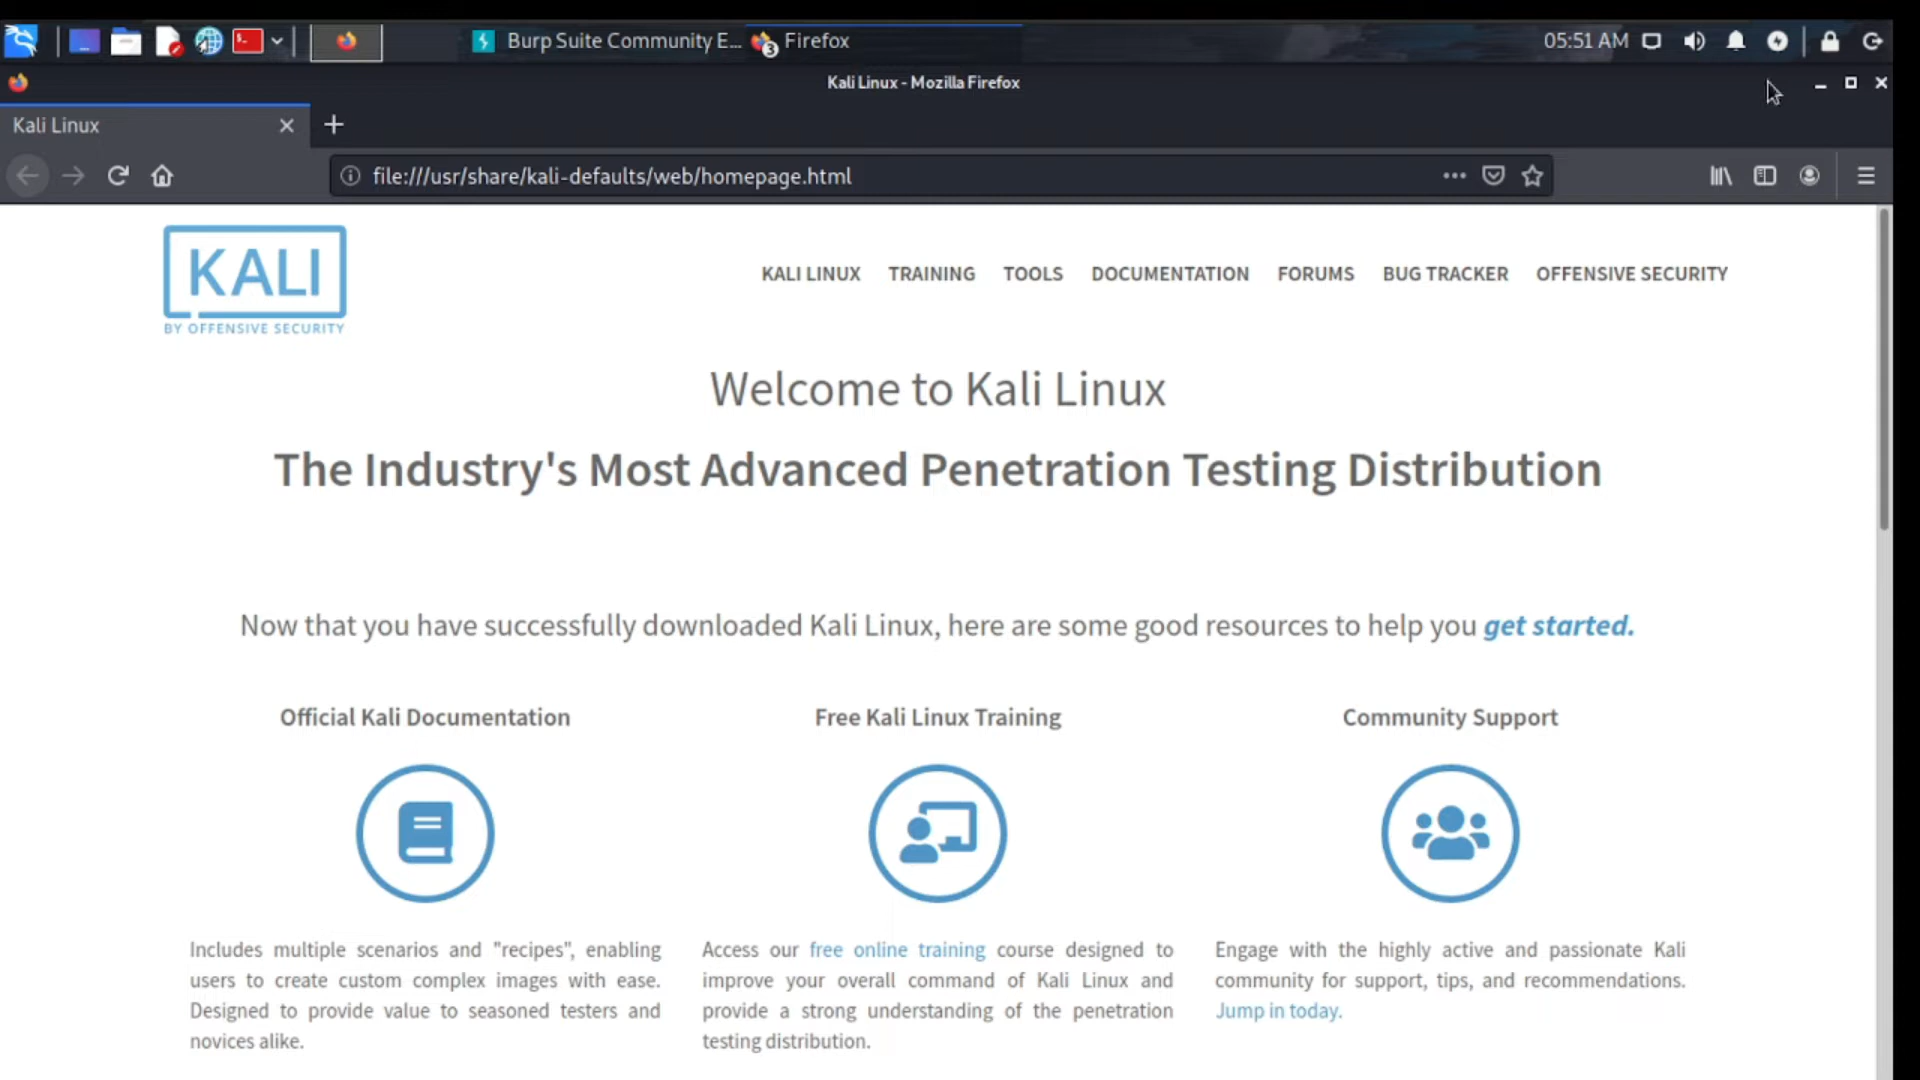 Burp Suite Community E...
3
Firefox
05:51 AM
Kali Linux - Mozilla Firefox
Kali Linux
file:///usr/share/kali-defaults/web/homepage.html
KALI
BY OFFENSIVE SECURITY
KALI LINUX TRAINING TOOLS DOCUMENTATION FORUMS BUG TRACKER OFFENSIVE SECURITY
Welcome to Kali Linux
The Industry's Most Advanced Penetration Testing Distribution
Now that you have successfully downloaded Kali Linux, here are some good resources to help you get started.
Official Kali Documentation
Includes multiple scenarios and "recipes", enabling
users to create custom complex images with ease.
Designed to provide value to seasoned testers and
novices alike.
Free Kali Linux Training
Access our free online training course designed to
improve your overall command of Kali Linux and
provide a strong understanding of the penetration
testing distribution.
Community Support
Engage with the highly active and passionate Kali
community for support, tips, and recommendations.
Jump in today.